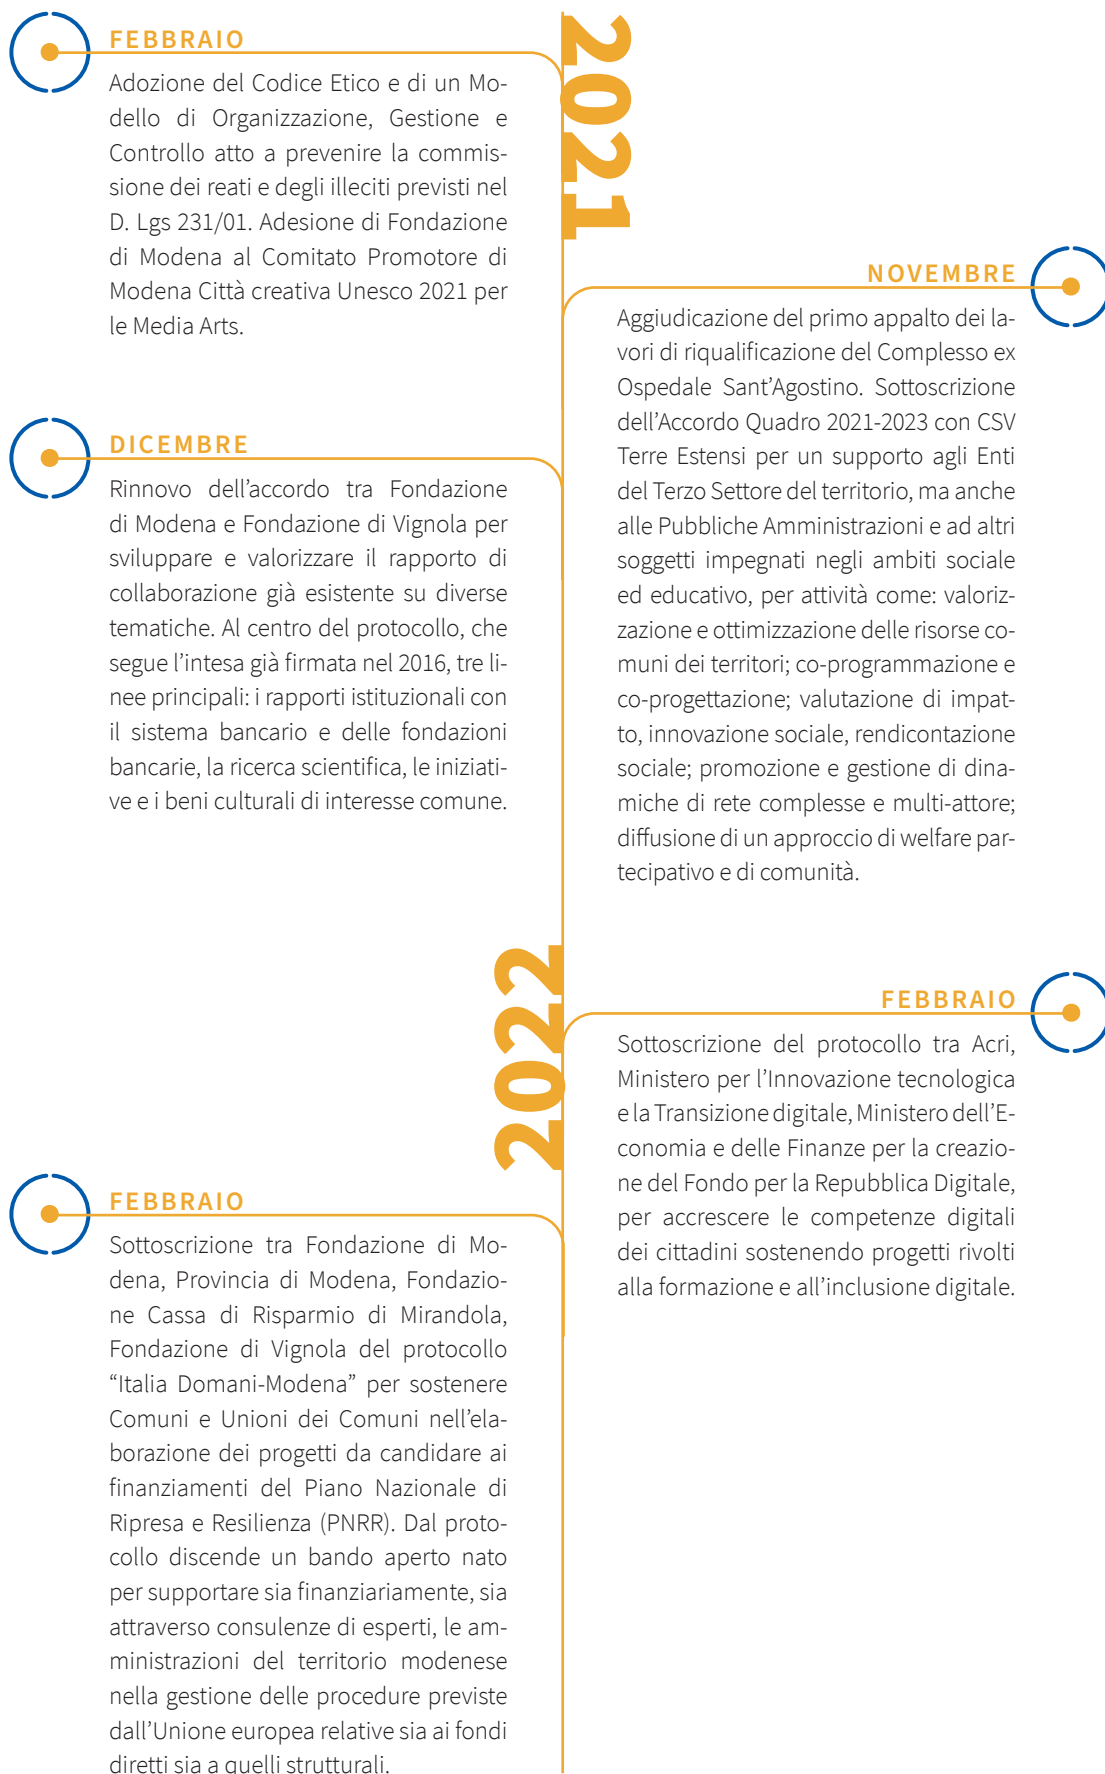 2021
FEBBRAIO
Adozione del Codice Etico e di un Mo-
dello di Organizzazione, Gestione e
Controllo atto a prevenire la commis-
sione dei reati e degli illeciti previsti nel
D. Lgs 231/01. Adesione di Fondazione
di Modena al Comitato Promotore di
Modena Città creativa Unesco 2021 per
le Media Arts.
NOVEMBRE
Aggiudicazione del primo appalto dei la-
vori di riqualificazione del Complesso ex
Ospedale Sant’Agostino. Sottoscrizione
dell’Accordo Quadro 2021-2023 con CSV
Terre Estensi per un supporto agli Enti
del Terzo Settore del territorio, ma anche
alle Pubbliche Amministrazioni e ad altri
soggetti impegnati negli ambiti sociale
ed educativo, per attività come: valoriz-
zazione e ottimizzazione delle risorse co-
muni dei territori; co-programmazione e
co-progettazione; valutazione di impat-
to, innovazione sociale, rendicontazione
sociale; promozione e gestione di dina-
miche di rete complesse e multi-attore;
diffusione di un approccio di welfare par-
tecipativo e di comunità.
DICEMBRE
Rinnovo dell’accordo tra Fondazione
di Modena e Fondazione di Vignola per
sviluppare e valorizzare il rapporto di
collaborazione già esistente su diverse
tematiche. Al centro del protocollo, che
segue l’intesa già firmata nel 2016, tre li-
nee principali: i rapporti istituzionali con
il sistema bancario e delle fondazioni
bancarie, la ricerca scientifica, le iniziati-
ve e i beni culturali di interesse comune.
2022
FEBBRAIO
Sottoscrizione del protocollo tra Acri,
Ministero per l’Innovazione tecnologica
e la Transizione digitale, Ministero dell’E-
conomia e delle Finanze per la creazio-
ne del Fondo per la Repubblica Digitale,
per accrescere le competenze digitali
dei cittadini sostenendo progetti rivolti
alla formazione e all’inclusione digitale.
FEBBRAIO
Sottoscrizione tra Fondazione di Mo-
dena, Provincia di Modena, Fondazio-
ne Cassa di Risparmio di Mirandola,
Fondazione di Vignola del protocollo
“Italia Domani-Modena” per sostenere
Comuni e Unioni dei Comuni nell’ela-
borazione dei progetti da candidare ai
finanziamenti del Piano Nazionale di
Ripresa e Resilienza (PNRR). Dal proto-
collo discende un bando aperto nato
per supportare sia finanziariamente, sia
attraverso consulenze di esperti, le am-
ministrazioni del territorio modenese
nella gestione delle procedure previste
dall’Unione europea relative sia ai fondi
diretti sia a quelli strutturali.